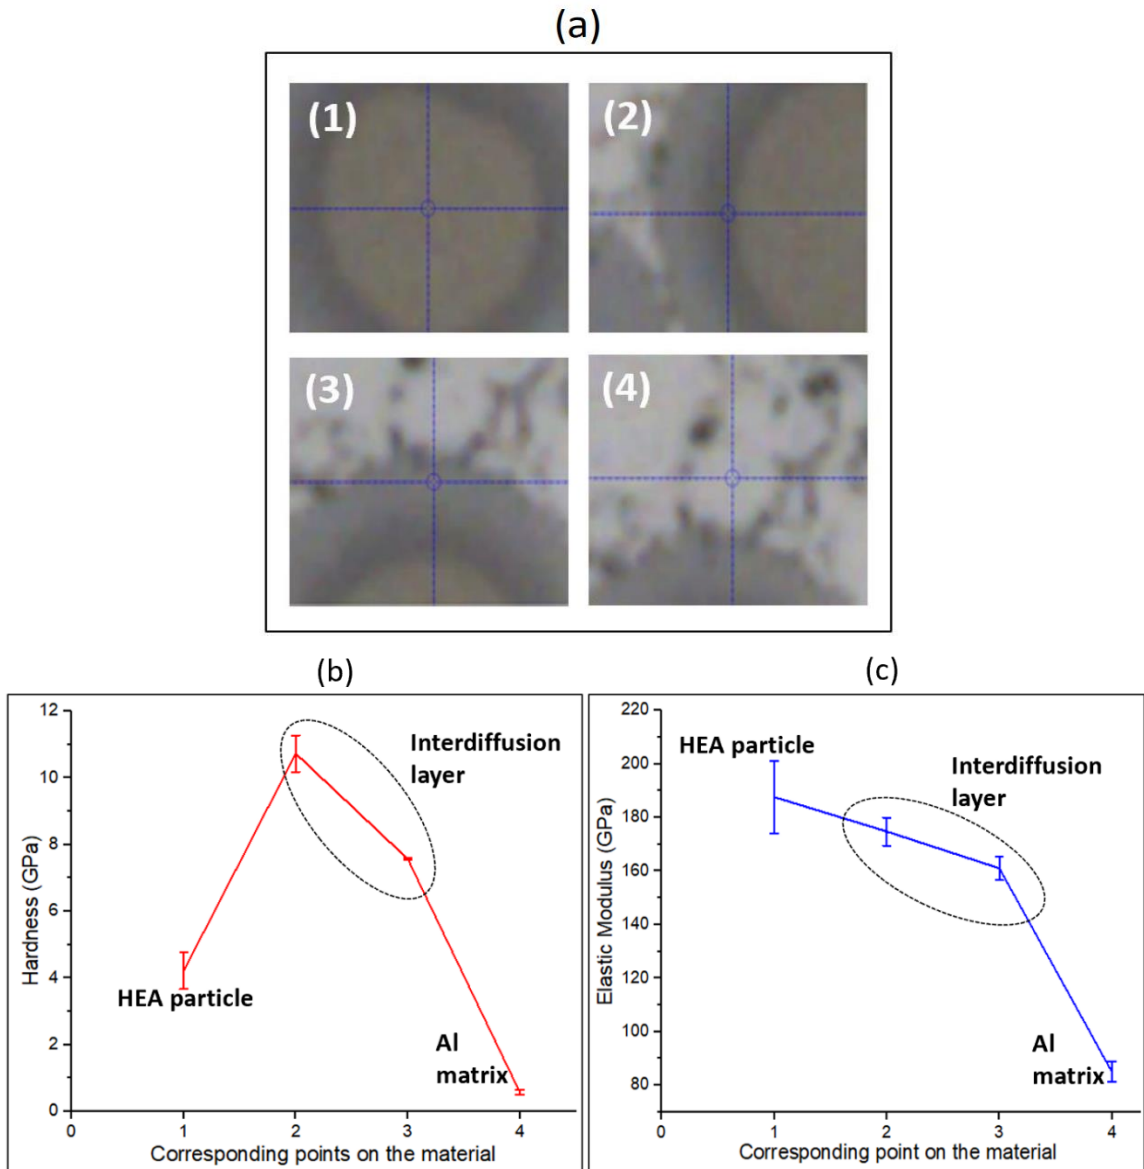 (a)
(1)
(2)
(3)
(4)
(b)
12
10
8
6
4
2
0
Hardness (GPa)
Interdiffusion
layer
HEA particle
Al
matrix
0
1
2
3
4
Corresponding points on the material
(c)
220
200
180
160
140
120
100
80
Elastic Modulus (GPa)
HEA particle
Interdiffusion
layer
Al
matrix
0
1
2
3
4
Corresponding point on the material